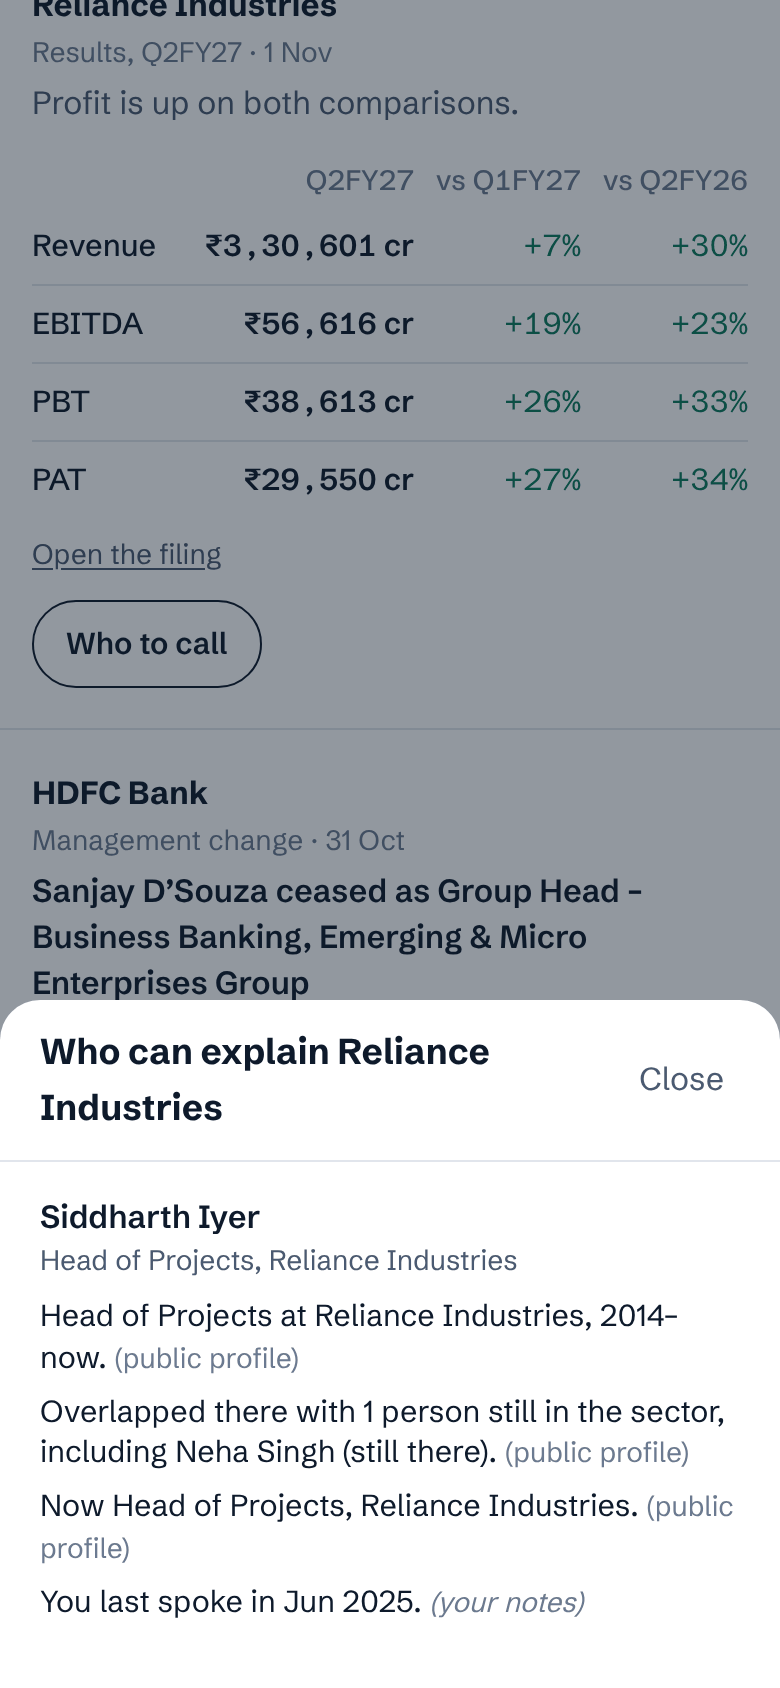 Reliance Industries
Results, Q2FY27 · 1 Nov
Profit is up on both comparisons.
Q2FY27 vs Q1FY27 vs Q2FY26
Revenue ₹3,30,601 cr +7% +30%
EBITDA ₹56,616 cr +19% +23%
PBT ₹38,613 cr +26% +33%
PAT ₹29,550 cr +27% +34%
Open the filing
Who to call
HDFC Bank
Management change · 31 Oct
Sanjay D’Souza ceased as Group Head –
Business Banking, Emerging & Micro
Enterprises Group
Who can explain Reliance
Industries
Close
Siddharth Iyer
Head of Projects, Reliance Industries
Head of Projects at Reliance Industries, 2014–
now. (public profile)
Overlapped there with 1 person still in the sector,
including Neha Singh (still there). (public profile)
Now Head of Projects, Reliance Industries. (public
profile)
You last spoke in Jun 2025. (your notes)